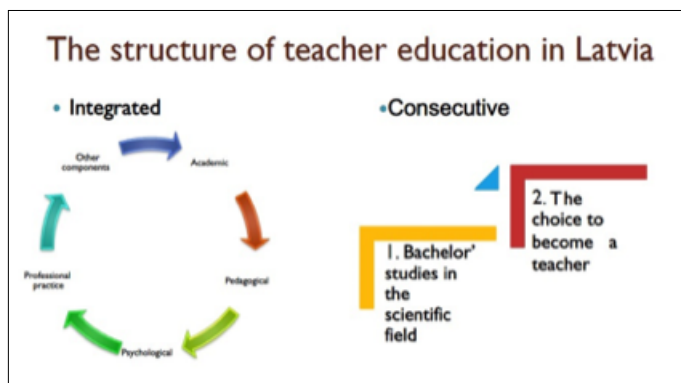 The structure of teacher education in Latvia
• Integrated
Other
components
Academic
Pedagogical
Psychological
Professional
practice
•Consecutive
1. Bachelor'
studies in
the
scientific
field
2. The
choice to
become a
teacher